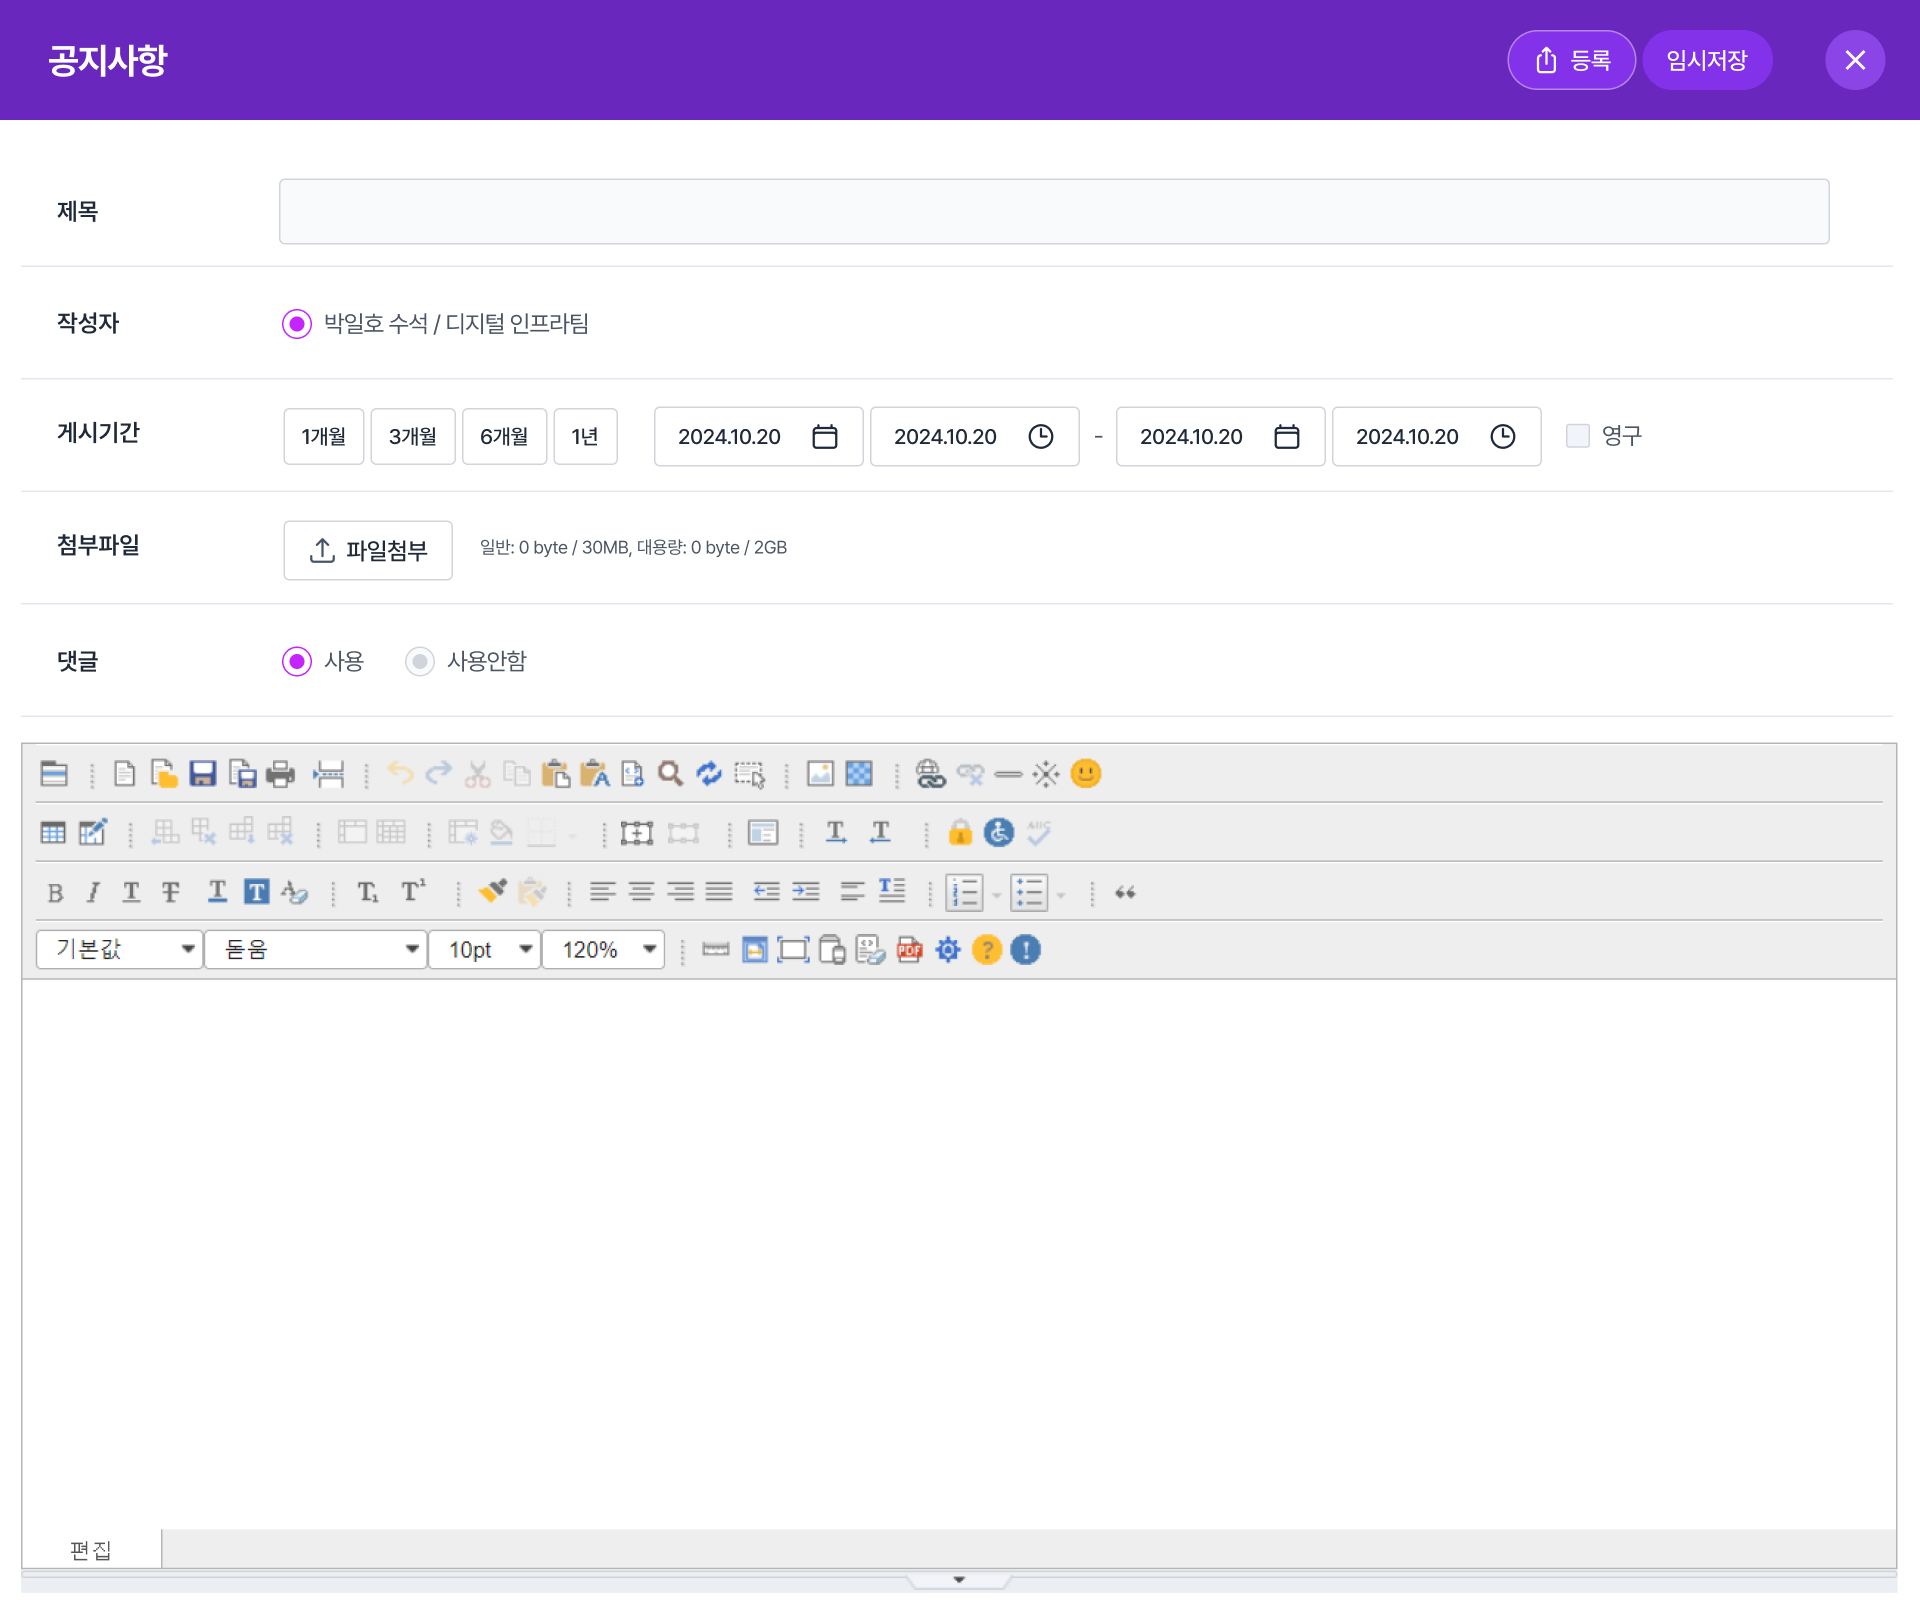 공지사항
등록 임시저장
제목
작성자 박일호 수석 / 디지털 인프라팀
게시기간 1개월 3개월 6개월 1년 2024.10.20 2024.10.20 - 2024.10.20 2024.10.20 영구
첨부파일 파일첨부 일반: 0 byte / 30MB, 대용량: 0 byte / 2GB
댓글 사용 사용안함
기본값 돋움 10pt 120%
편집